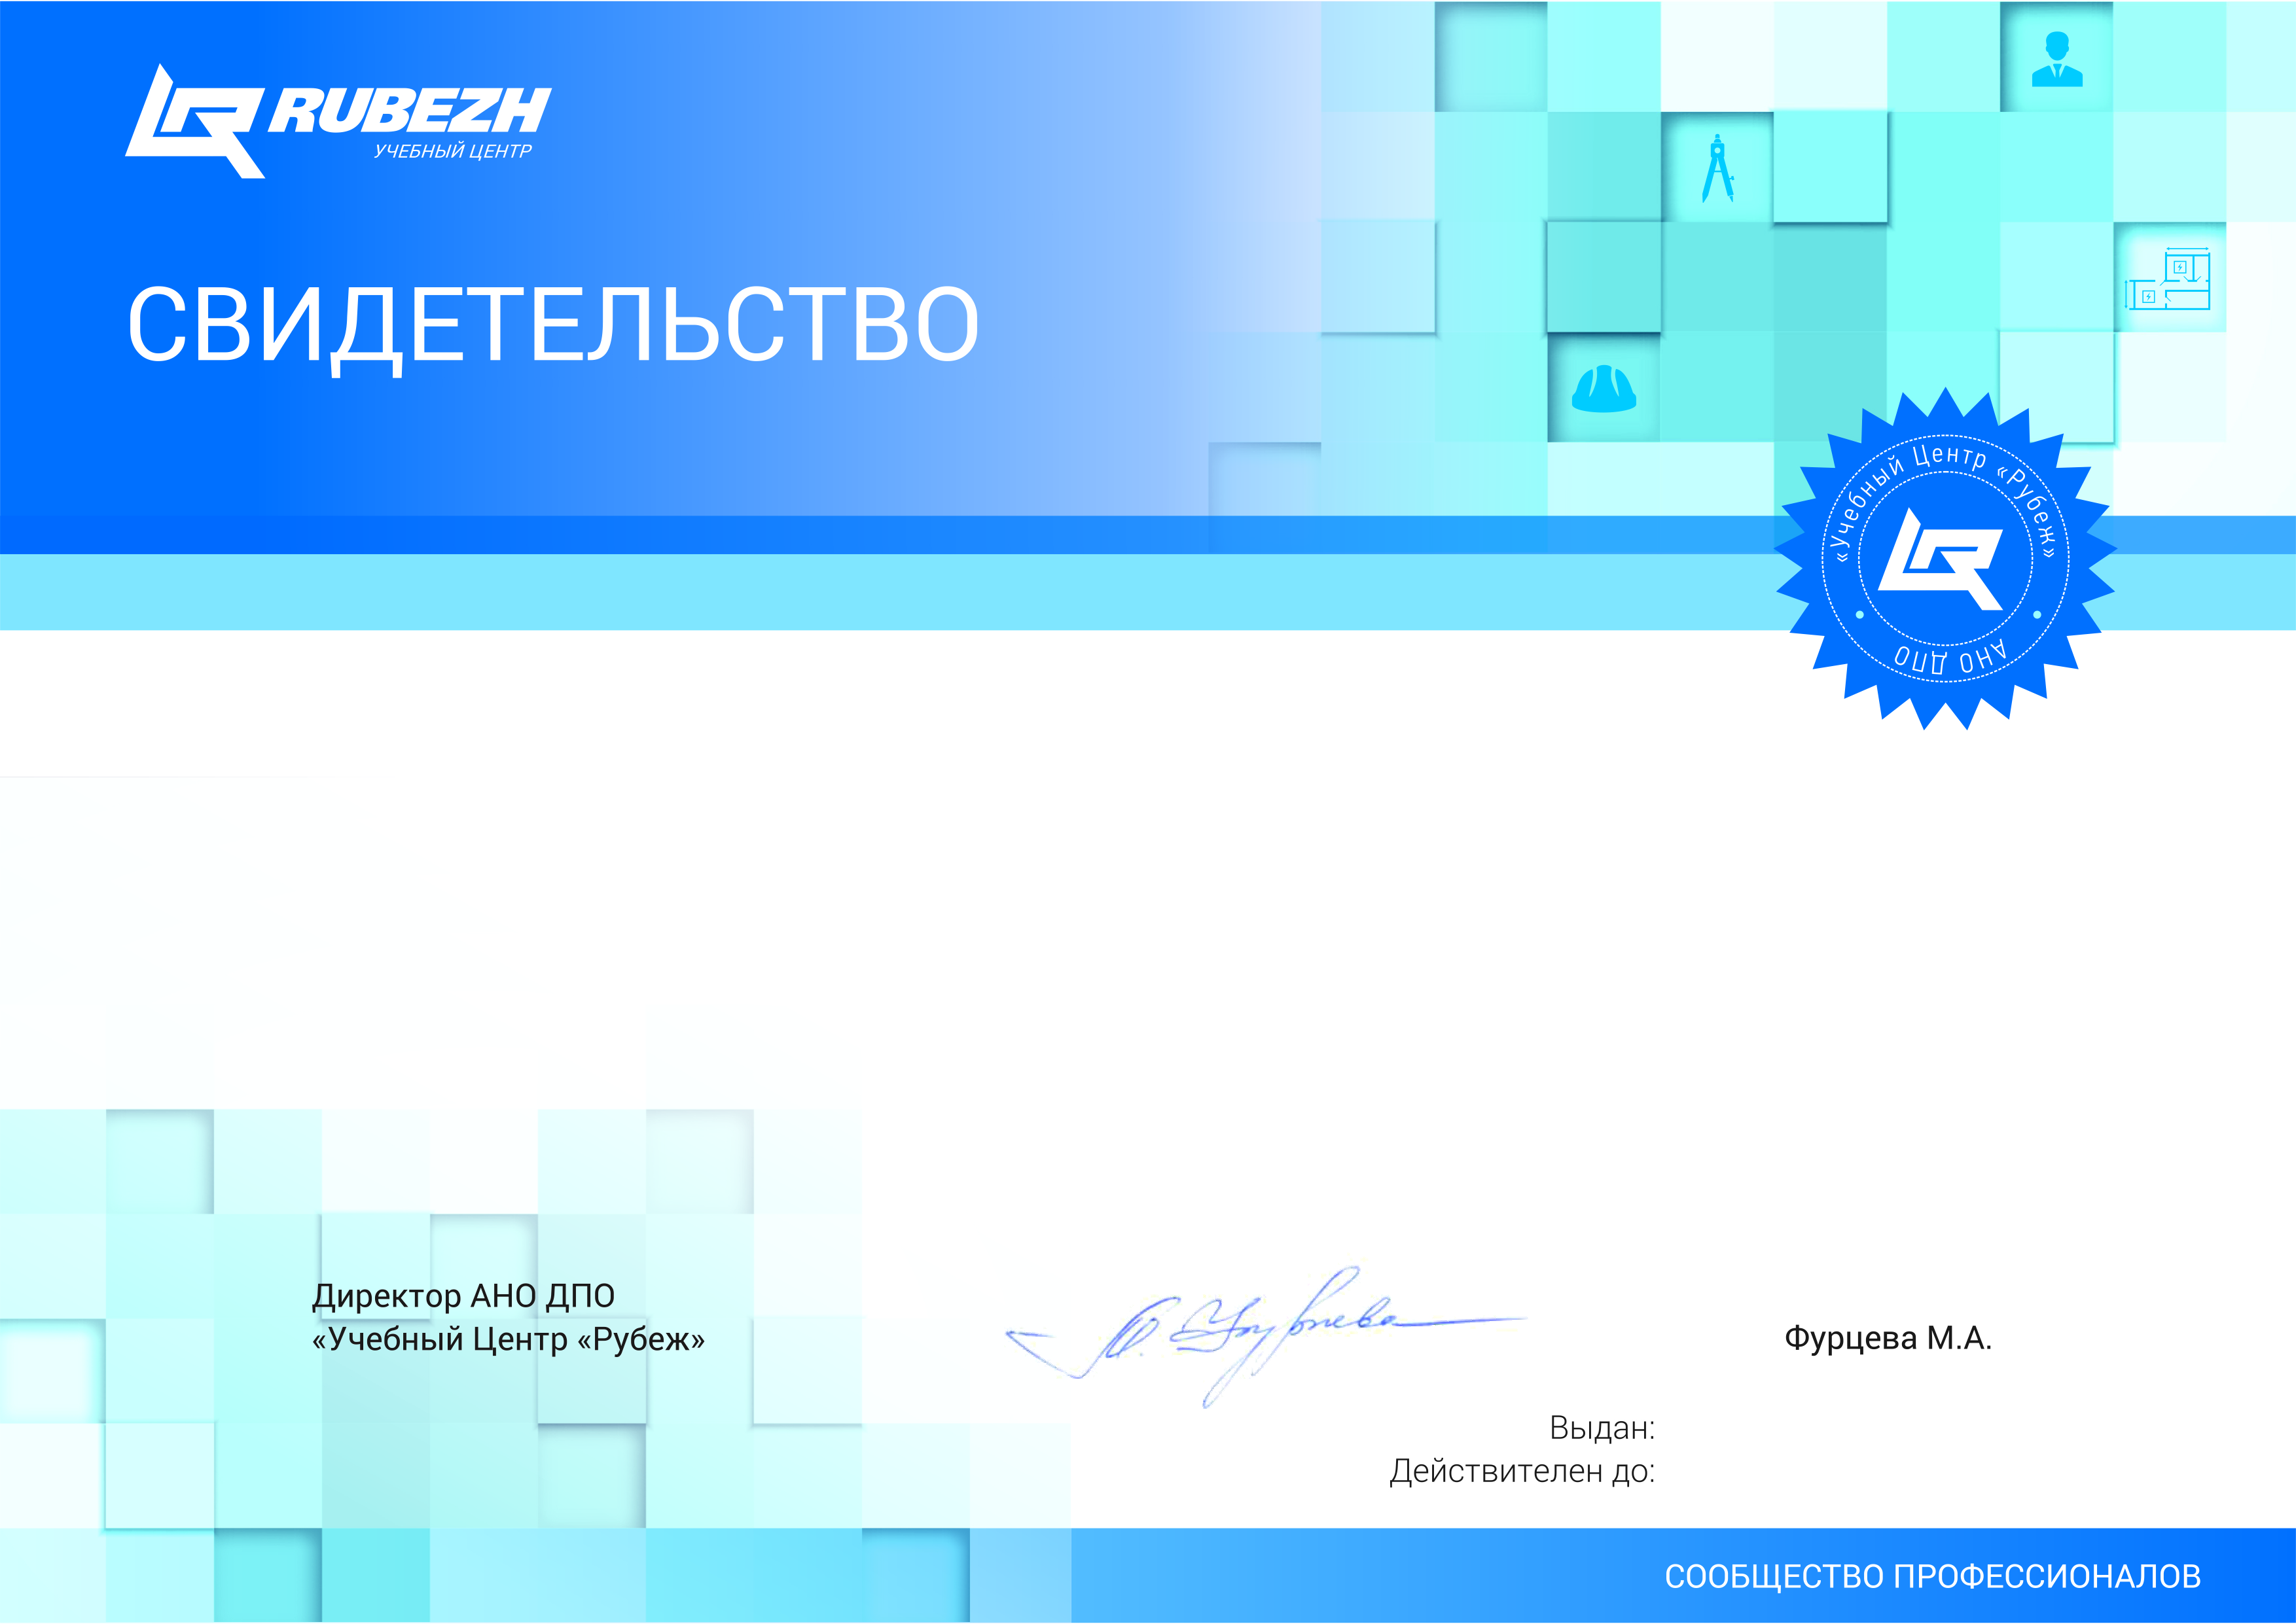 RUBEZH
УЧЕБНЫЙ ЦЕНТР
СВИДЕТЕЛЬСТВО
«Учебный Центр «Рубеж»
АНО ДПО
Директор АНО ДПО
«Учебный Центр «Рубеж»
Фурцева М.А.
Выдан:
Действителен до:
СООБЩЕСТВО ПРОФЕССИОНАЛОВ